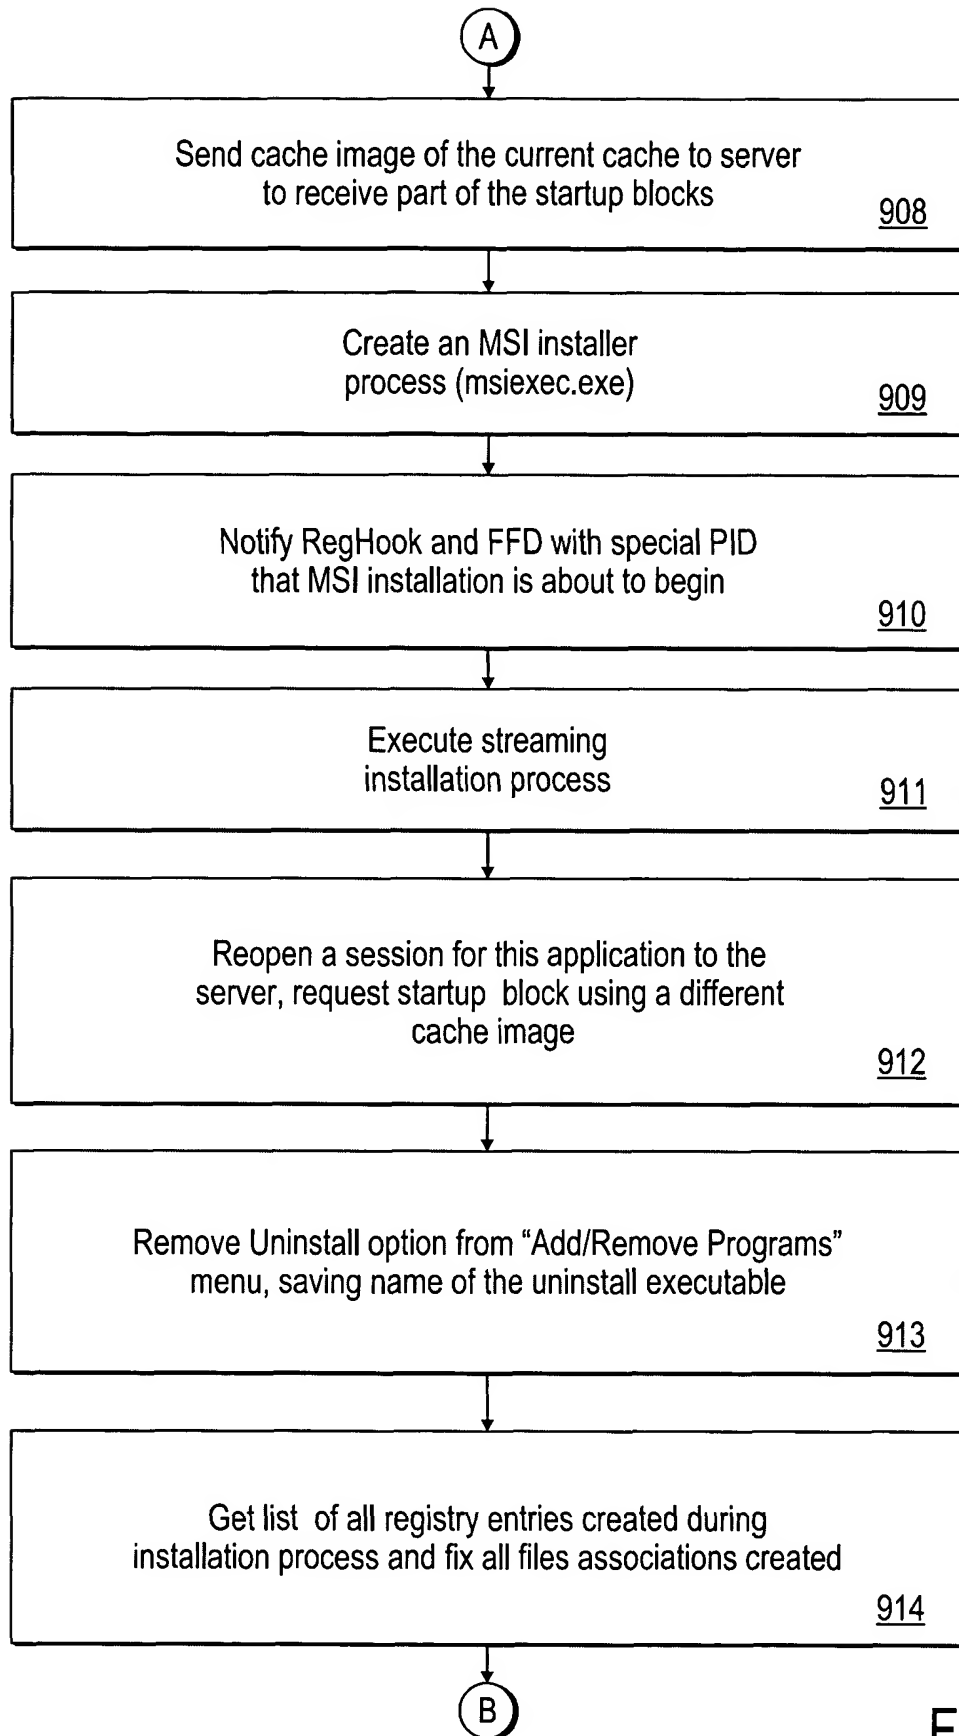 A
Send cache image of the current cache to server
to receive part of the startup blocks
908
Create an MSI installer
process (msiexec.exe)
909
Notify RegHook and FFD with special PID
that MSI installation is about to begin
910
Execute streaming
installation process
911
Reopen a session for this application to the
server, request startup block using a different
cache image
912
Remove Uninstall option from “Add/Remove Programs”
menu, saving name of the uninstall executable
913
Get list of all registry entries created during
installation process and fix all files associations created
914
B